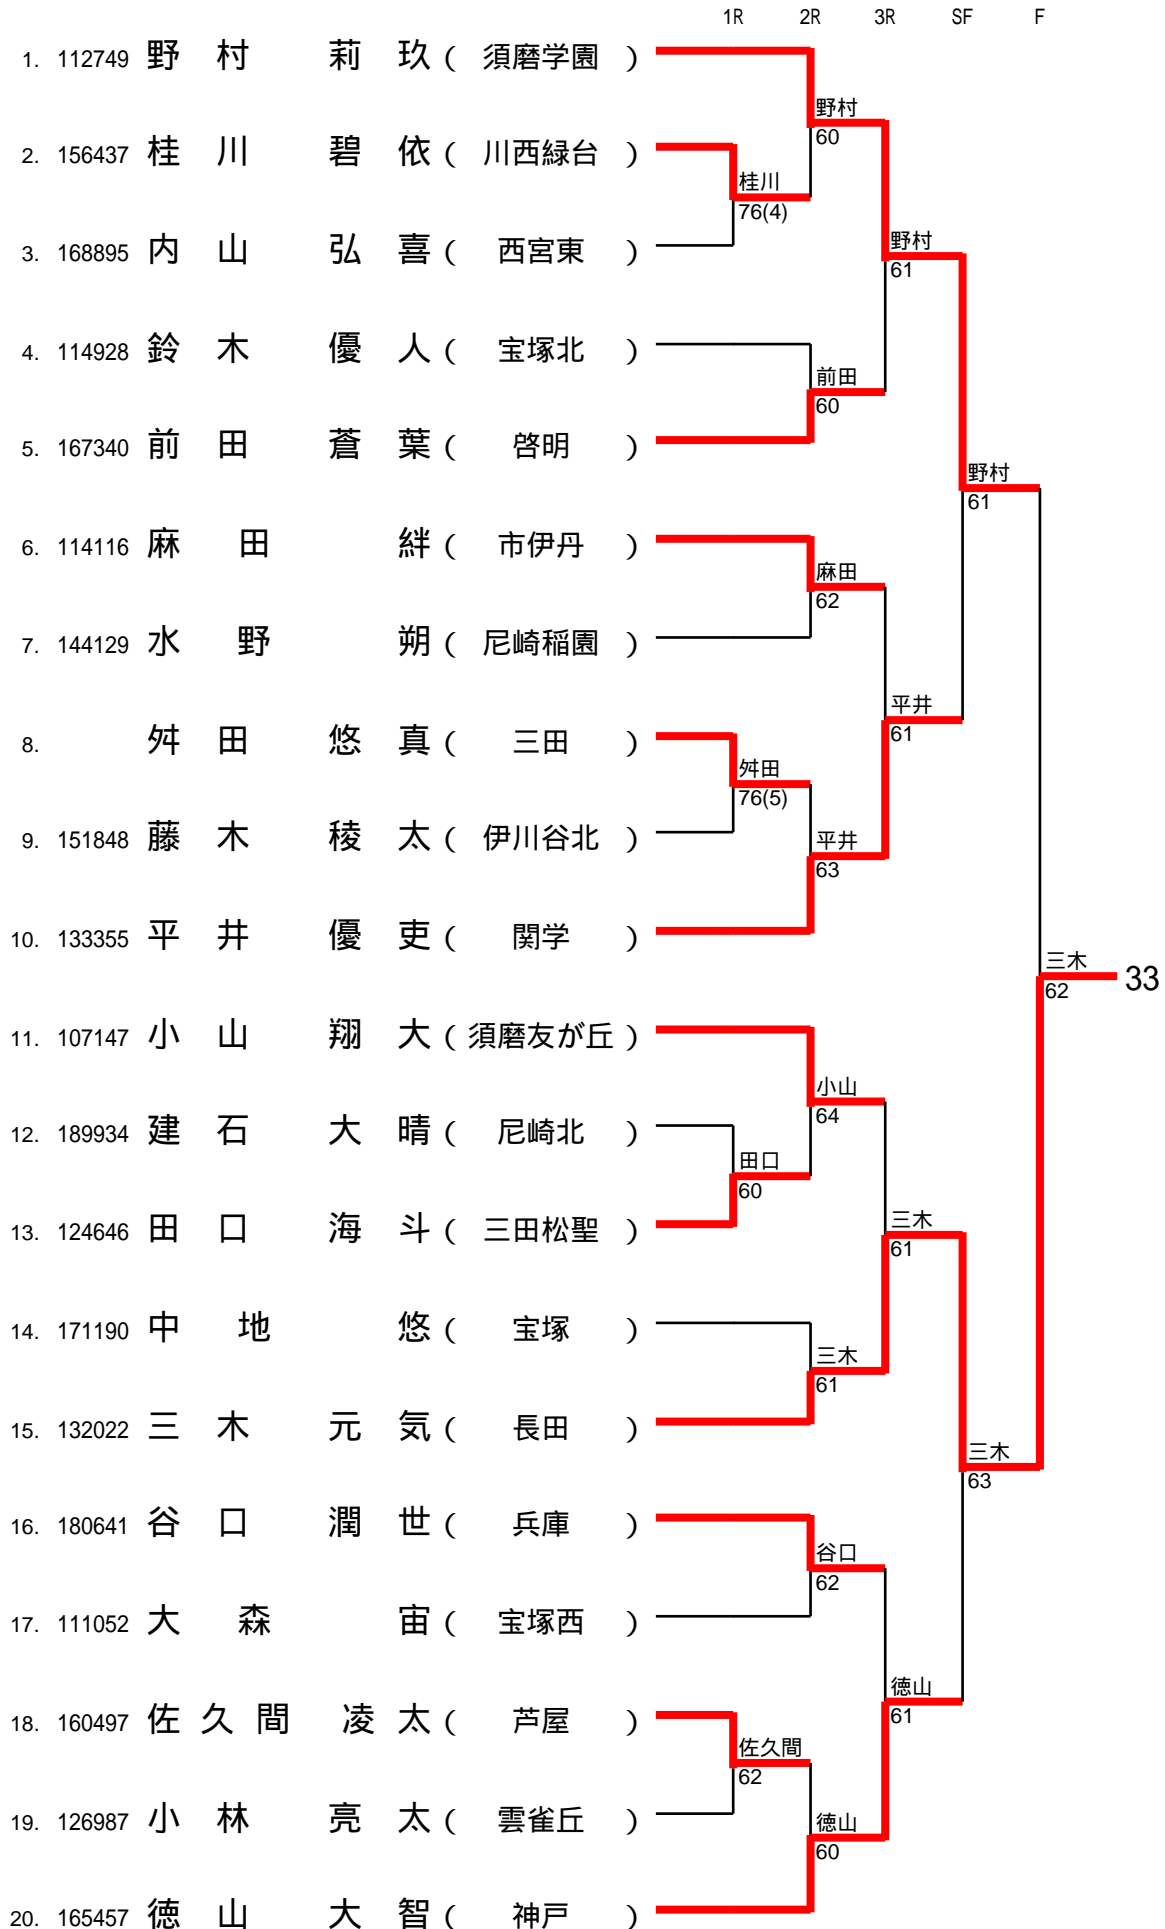 1R 2R 3R SF F
1. 112749 野村 莉玖 ( 須磨学園 )
野村
60
2. 156437 桂川 碧依 ( 川西緑台 )
桂川
76(4)
3. 168895 内山 弘喜 ( 西宮東 )
野村
61
4. 114928 鈴木 優人 ( 宝塚北 )
前田
60
5. 167340 前田 蒼葉 ( 啓明 )
野村
61
6. 114116 麻田 絆 ( 市伊丹 )
麻田
62
7. 144129 水野 朔 ( 尼崎稲園 )
平井
61
8. 舛田 悠真 ( 三田 )
舛田
76(5)
9. 151848 藤木 稜太 ( 伊川谷北 )
平井
63
10. 133355 平井 優吏 ( 関学 )
三木
62
33
11. 107147 小山 翔大 ( 須磨友が丘 )
小山
64
12. 189934 建石 大晴 ( 尼崎北 )
田口
60
13. 124646 田口 海斗 ( 三田松聖 )
三木
61
14. 171190 中地 悠 ( 宝塚 )
三木
61
15. 132022 三木 元気 ( 長田 )
三木
63
16. 180641 谷口 潤世 ( 兵庫 )
谷口
62
17. 111052 大森 宙 ( 宝塚西 )
徳山
61
18. 160497 佐久間 凌太 ( 芦屋 )
佐久間
62
19. 126987 小林 亮太 ( 雲雀丘 )
徳山
60
20. 165457 徳山 大智 ( 神戸 )